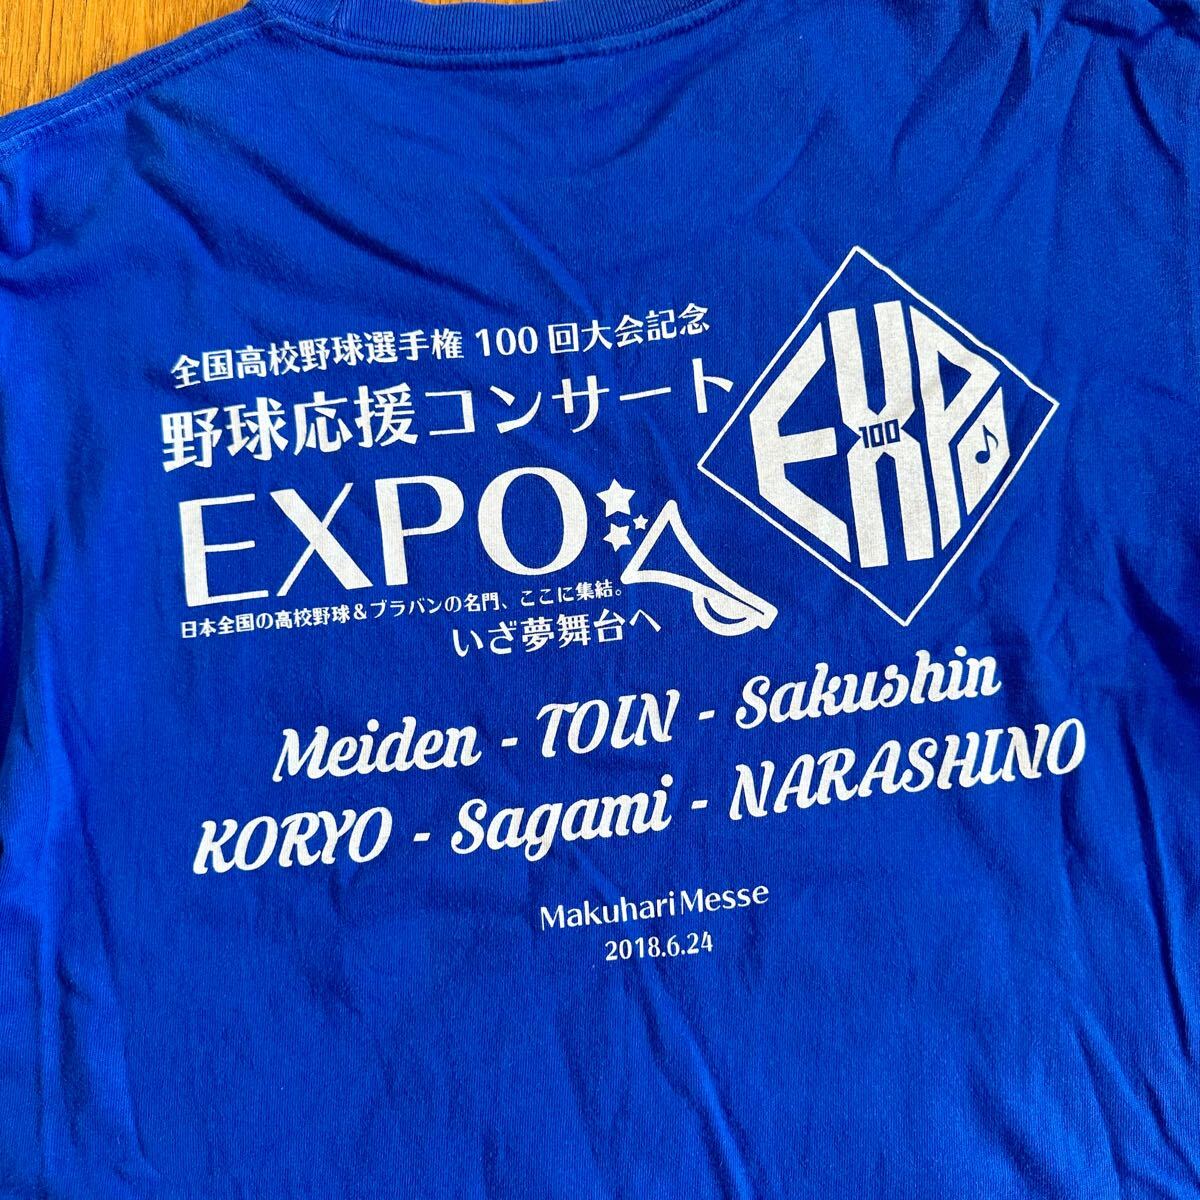 全国高校野球選手権 100 回大会記念
野球応援コンサート
EXPO
日本全国の高校野球&ブラバンの名門、ここに集結。
いざ夢舞台へ
EXPO
100
Meiden - TOIN - Sakushin
KORYO - Sagami - NARASHINO
Makuhari Messe
2018.6.24